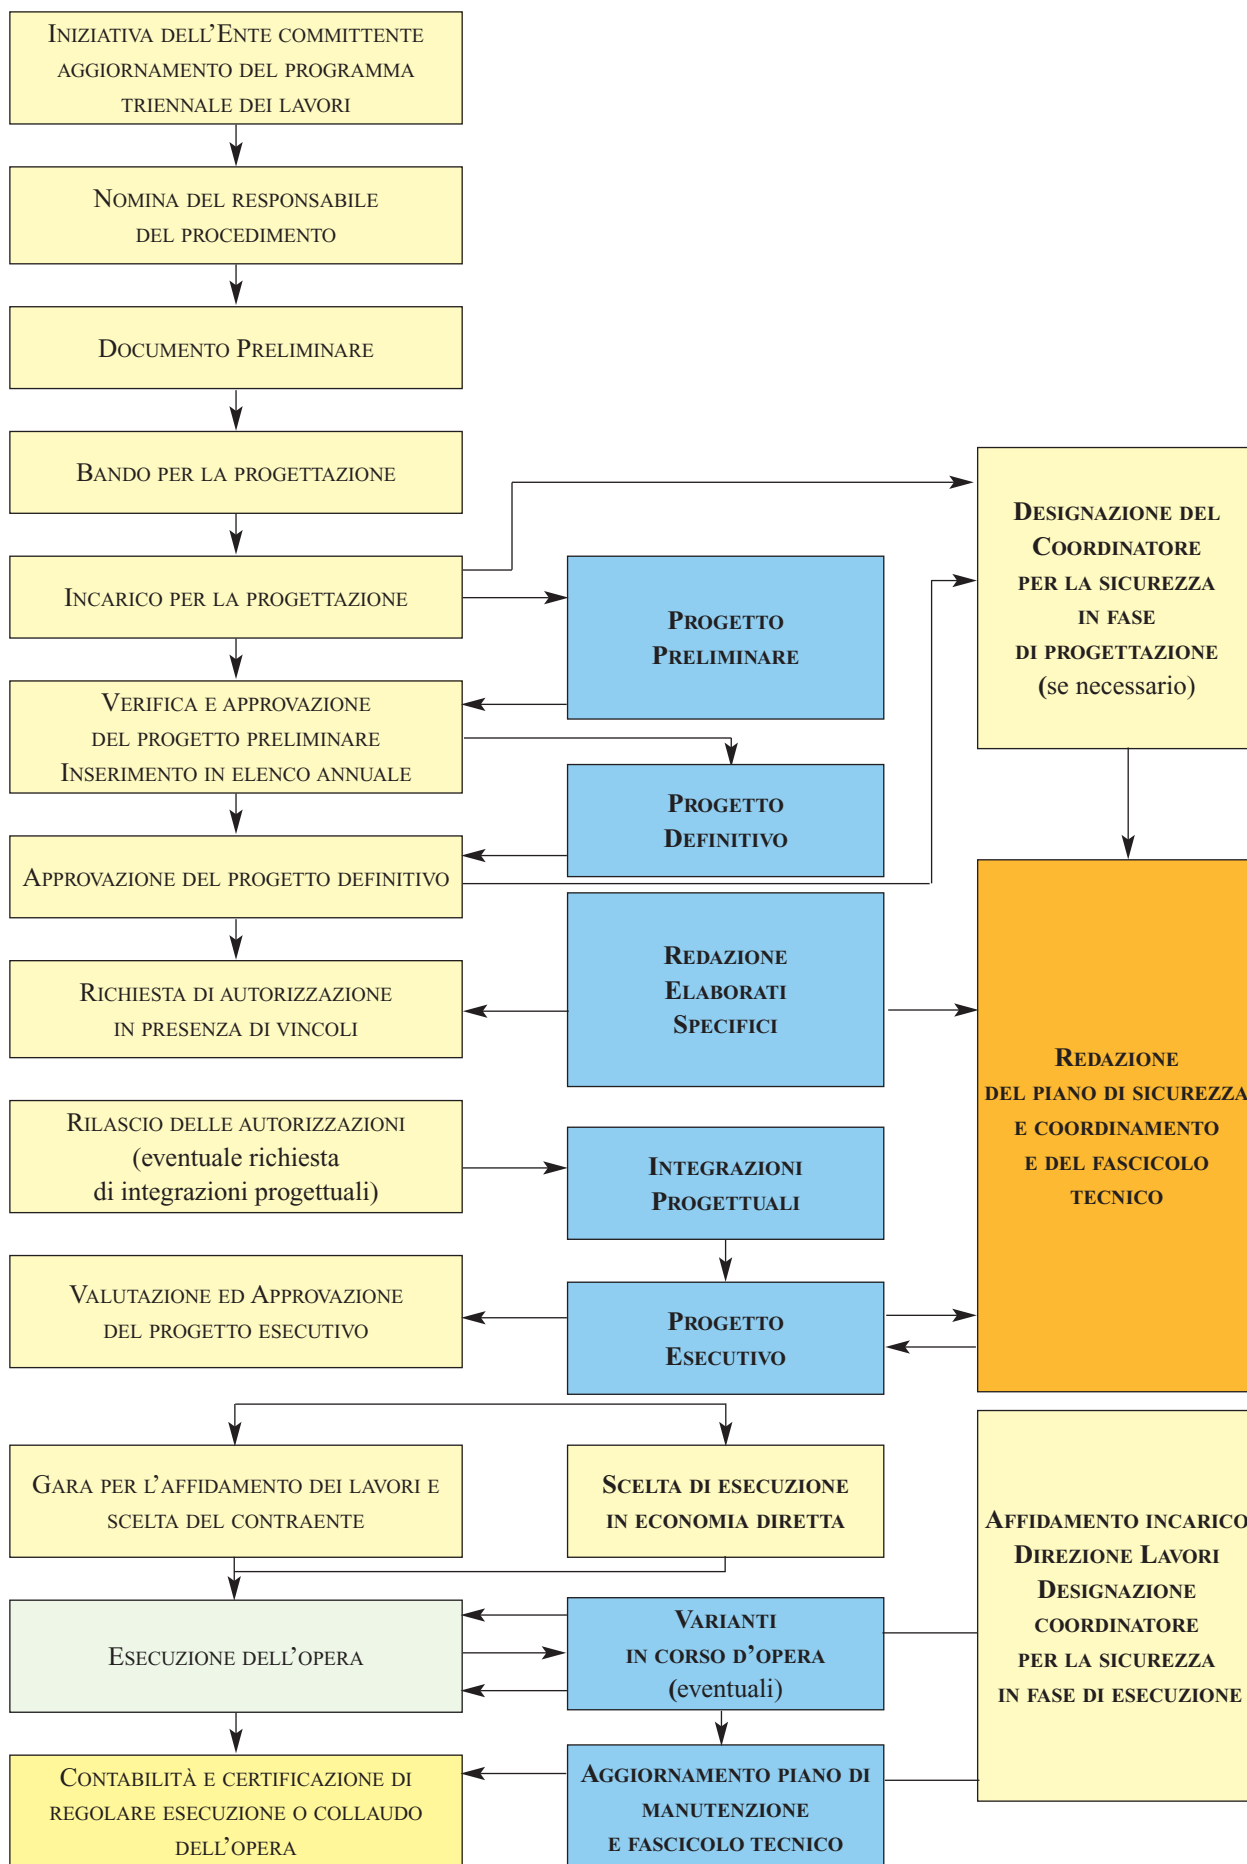 INIZIATIVA DELL'ENTE COMMITTENTE
AGGIORNAMENTO DEL PROGRAMMA
TRIENNALE DEI LAVORI
NOMINA DEL RESPONSABILE
DEL PROCEDIMENTO
DOCUMENTO PRELIMINARE
BANDO PER LA PROGETTAZIONE
INCARICO PER LA PROGETTAZIONE
PROGETTO
PRELIMINARE
DESIGNAZIONE DEL
COORDINATORE
PER LA SICUREZZA
IN FASE
DI PROGETTAZIONE
(se necessario)
VERIFICA E APPROVAZIONE
DEL PROGETTO PRELIMINARE
INSERIMENTO IN ELENCO ANNUALE
PROGETTO
DEFINITIVO
APPROVAZIONE DEL PROGETTO DEFINITIVO
REDAZIONE
ELABORATI
SPECIFICI
RICHIESTA DI AUTORIZZAZIONE
IN PRESENZA DI VINCOLI
REDAZIONE
DEL PIANO DI SICUREZZA
E COORDINAMENTO
E DEL FASCICOLO
TECNICO
RILASCIO DELLE AUTORIZZAZIONI
(eventuale richiesta
di integrazioni progettuali)
INTEGRAZIONI
PROGETTUALI
VALUTAZIONE ED APPROVAZIONE
DEL PROGETTO ESECUTIVO
PROGETTO
ESECUTIVO
GARA PER L'AFFIDAMENTO DEI LAVORI E
SCELTA DEL CONTRAENTE
SCELTA DI ESECUZIONE
IN ECONOMIA DIRETTA
AFFIDAMENTO INCARICO
DIREZIONE LAVORI
DESIGNAZIONE
COORDINATORE
PER LA SICUREZZA
IN FASE DI ESECUZIONE
ESECUZIONE DELL'OPERA
VARIANTI
IN CORSO D'OPERA
(eventuali)
CONTABILITÀ E CERTIFICAZIONE DI
REGOLARE ESECUZIONE O COLLAUDO
DELL'OPERA
AGGIORNAMENTO PIANO DI
MANUTENZIONE
E FASCICOLO TECNICO